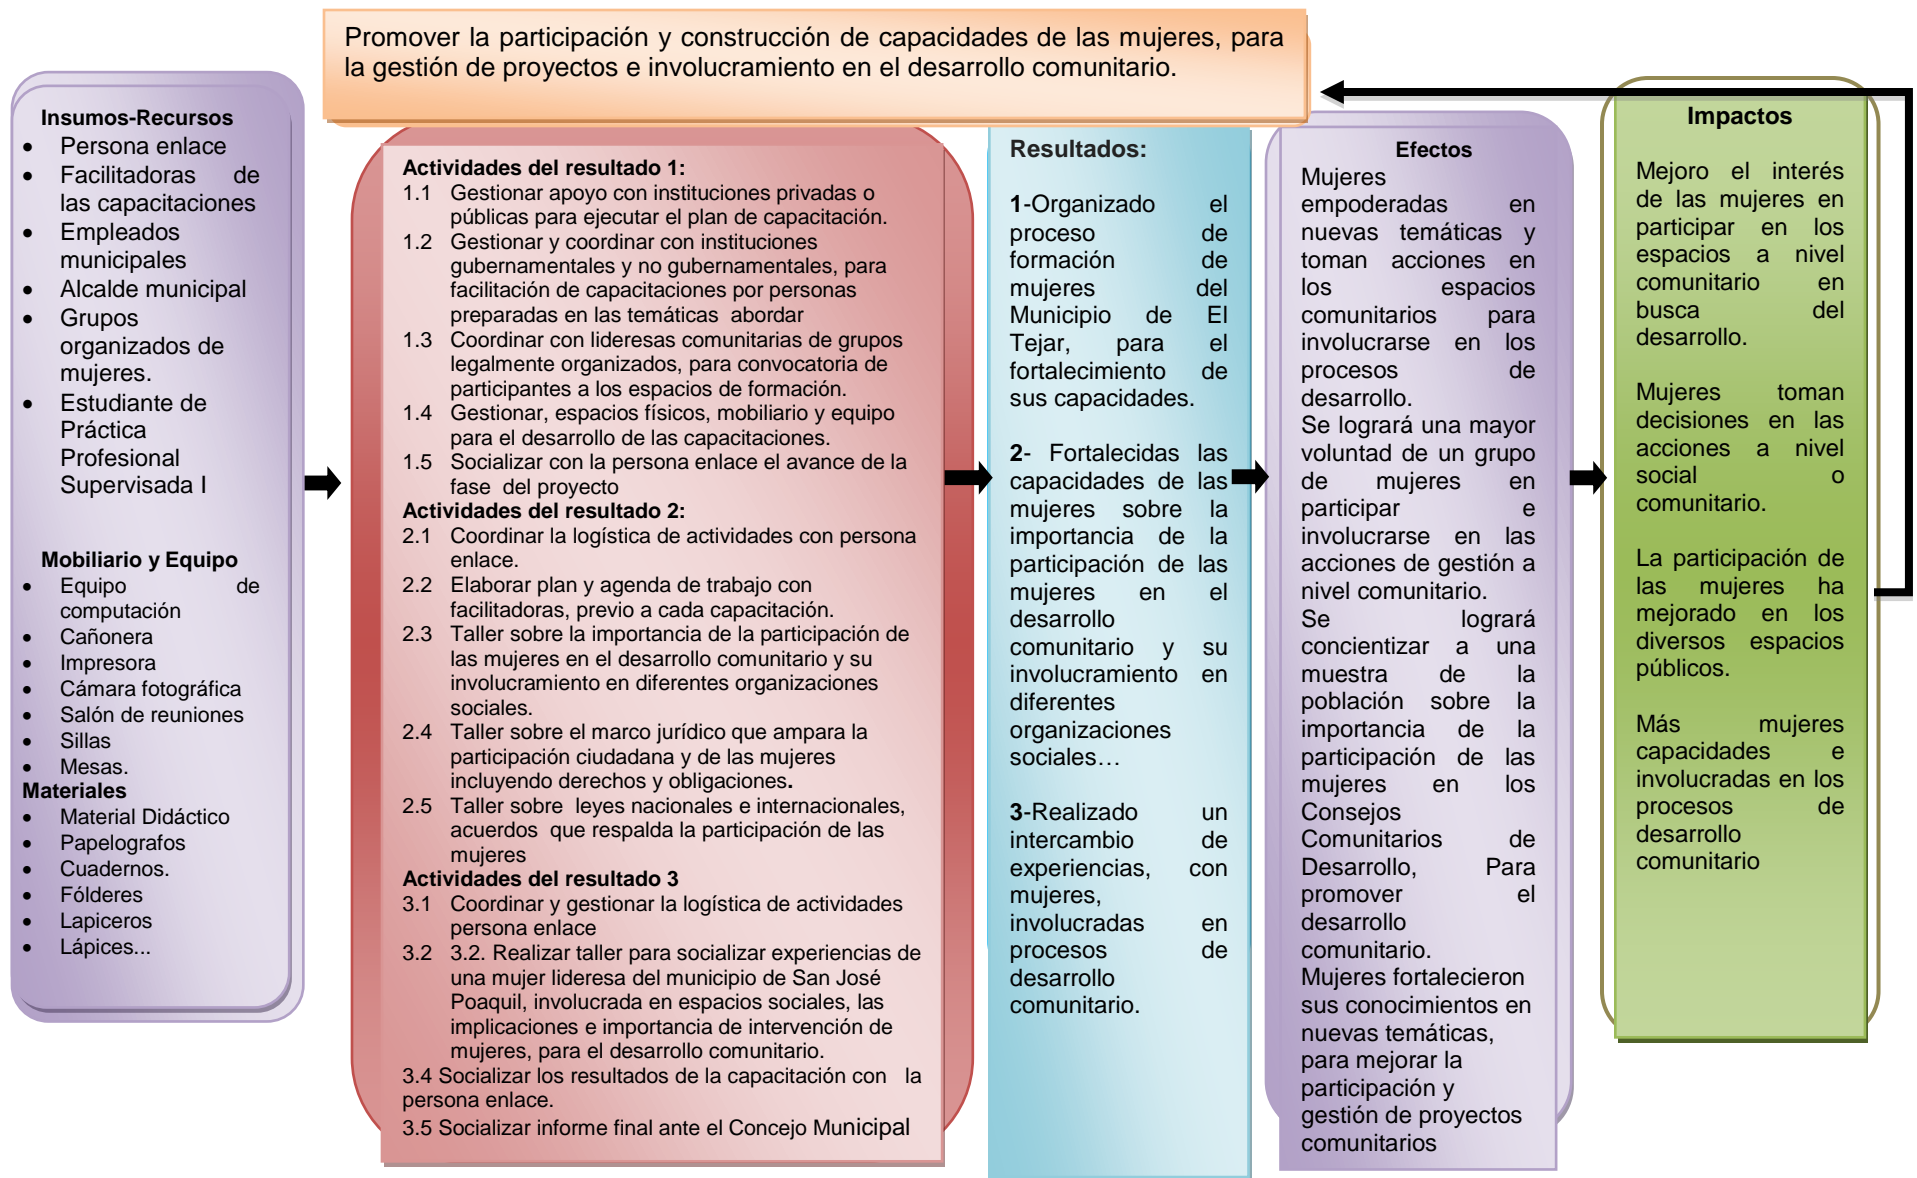 Promover la participación y construcción de capacidades de las mujeres, para
la gestión de proyectos e involucramiento en el desarrollo comunitario.
Insumos-Recursos
• Persona enlace
• Facilitadoras de
las capacitaciones
• Empleados
municipales
• Alcalde municipal
• Grupos
organizados de
mujeres.
• Estudiante de
Práctica
Profesional
Supervisada I
Mobiliario y Equipo
• Equipo de
computación
• Cañonera
• Impresora
• Cámara fotográfica
• Salón de reuniones
• Sillas
• Mesas.
Materiales
• Material Didáctico
• Papelografos
• Cuadernos.
• Fólderes
• Lapiceros
• Lápices...
Actividades del resultado 1:
1.1 Gestionar apoyo con instituciones privadas o
públicas para ejecutar el plan de capacitación.
1.2 Gestionar y coordinar con instituciones
gubernamentales y no gubernamentales, para
facilitación de capacitaciones por personas
preparadas en las temáticas abordar
1.3 Coordinar con lideresas comunitarias de grupos
legalmente organizados, para convocatoria de
participantes a los espacios de formación.
1.4 Gestionar, espacios físicos, mobiliario y equipo
para el desarrollo de las capacitaciones.
1.5 Socializar con la persona enlace el avance de la
fase del proyecto
Actividades del resultado 2:
2.1 Coordinar la logística de actividades con persona
enlace.
2.2 Elaborar plan y agenda de trabajo con
facilitadoras, previo a cada capacitación.
2.3 Taller sobre la importancia de la participación de
las mujeres en el desarrollo comunitario y su
involucramiento en diferentes organizaciones
sociales.
2.4 Taller sobre el marco jurídico que ampara la
participación ciudadana y de las mujeres
incluyendo derechos y obligaciones.
2.5 Taller sobre leyes nacionales e internacionales,
acuerdos que respalda la participación de las
mujeres
Actividades del resultado 3
3.1 Coordinar y gestionar la logística de actividades
persona enlace
3.2 3.2. Realizar taller para socializar experiencias de
una mujer lideresa del municipio de San José
Poaquil, involucrada en espacios sociales, las
implicaciones e importancia de intervención de
mujeres, para el desarrollo comunitario.
3.4 Socializar los resultados de la capacitación con la
persona enlace.
3.5 Socializar informe final ante el Concejo Municipal
Resultados:
1-Organizado el
proceso de
formación de
mujeres del
Municipio de El
Tejar, para el
fortalecimiento de
sus capacidades.
2- Fortalecidas las
capacidades de las
mujeres sobre la
importancia de la
participación de las
mujeres en el
desarrollo
comunitario y su
involucramiento en
diferentes
organizaciones
sociales…
3-Realizado un
intercambio de
experiencias, con
mujeres,
involucradas en
procesos de
desarrollo
comunitario.
Efectos
Mujeres
empoderadas en
nuevas temáticas y
toman acciones en
los espacios
comunitarios para
involucrarse en los
procesos de
desarrollo.
Se logrará una mayor
voluntad de un grupo
de mujeres en
participar e
involucrarse en las
acciones de gestión a
nivel comunitario.
Se logrará
concientizar a una
muestra de la
población sobre la
importancia de la
participación de las
mujeres en los
Consejos
Comunitarios de
Desarrollo, Para
promover el
desarrollo
comunitario.
Mujeres fortalecieron
sus conocimientos en
nuevas temáticas,
para mejorar la
participación y
gestión de proyectos
comunitarios
Impactos
Mejoro el interés
de las mujeres en
participar en los
espacios a nivel
comunitario en
busca del
desarrollo.
Mujeres toman
decisiones en las
acciones a nivel
social o
comunitario.
La participación de
las mujeres ha
mejorado en los
diversos espacios
públicos.
Más mujeres
capacidades e
involucradas en los
procesos de
desarrollo
comunitario